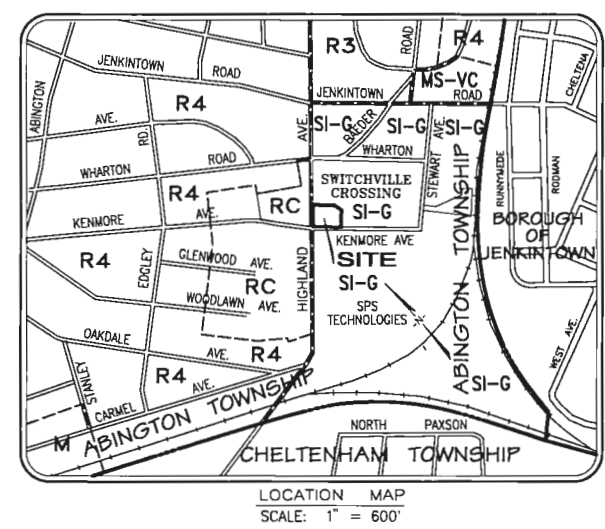 R3
ROAD
R4
JENKINTOWN
ROAD
MS-VC
JENKINTOWN
ROAD
CHELTENA
ABINGTON
R4
AVE.
RD.
AVE.
SI-G
BAEDER
SI-G
AVE.
SI-G
WHARTON
WHARTON
ROAD
STEWART
RUNNYMEDE
RODMAN
SWITCHVILLE
CROSSING
R4
RC
SI-G
KENMORE
AVE.
KENMORE AVE
ABINGTON TOWNSHIP
BOROUGH
OF
JENKINTOWN
SITE
R4
EDGLEY
GLENWOOD AVE.
RC
HIGHLAND
SI-G
WOODLAWN AVE.
SPS
TECHNOLOGIES
OAKDALE
AVE.
R4
WEST AVE.
STANLEY
R4
AVE.
SI-G
CARMEL
M
ABINGTON TOWNSHIP
NORTH PAXSON
CHELTENHAM TOWNSHIP
LOCATION MAP
SCALE: 1" = 600'